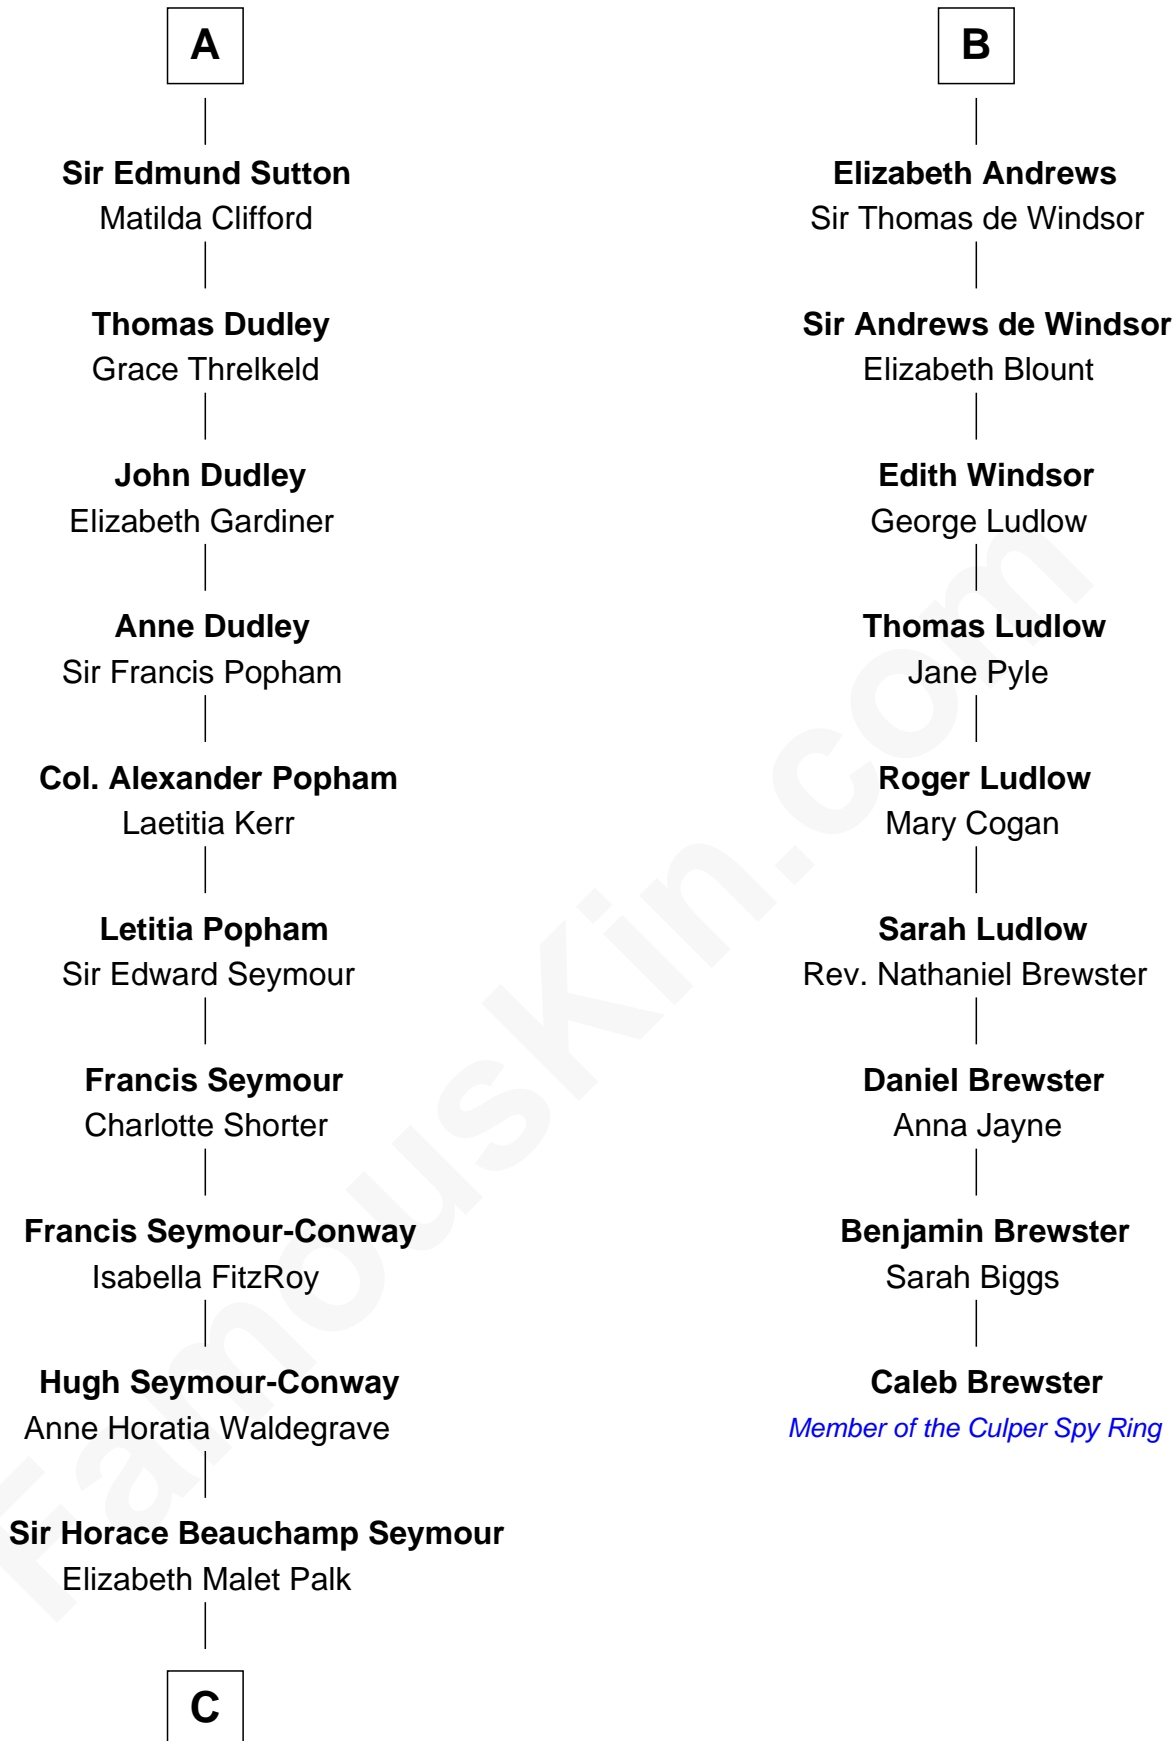 A
Sir Edmund Sutton
Matilda Clifford
Thomas Dudley
Grace Threlkeld
John Dudley
Elizabeth Gardiner
Anne Dudley
Sir Francis Popham
Col. Alexander Popham
Laetitia Kerr
Letitia Popham
Sir Edward Seymour
Francis Seymour
Charlotte Shorter
Francis Seymour-Conway
Isabella FitzRoy
Hugh Seymour-Conway
Anne Horatia Waldegrave
Sir Horace Beauchamp Seymour
Elizabeth Malet Palk
C
B
Elizabeth Andrews
Sir Thomas de Windsor
Sir Andrews de Windsor
Elizabeth Blount
Edith Windsor
George Ludlow
Thomas Ludlow
Jane Pyle
Roger Ludlow
Mary Cogan
Sarah Ludlow
Rev. Nathaniel Brewster
Daniel Brewster
Anna Jayne
Benjamin Brewster
Sarah Biggs
Caleb Brewster
Member of the Culper Spy Ring
FamousKin.com